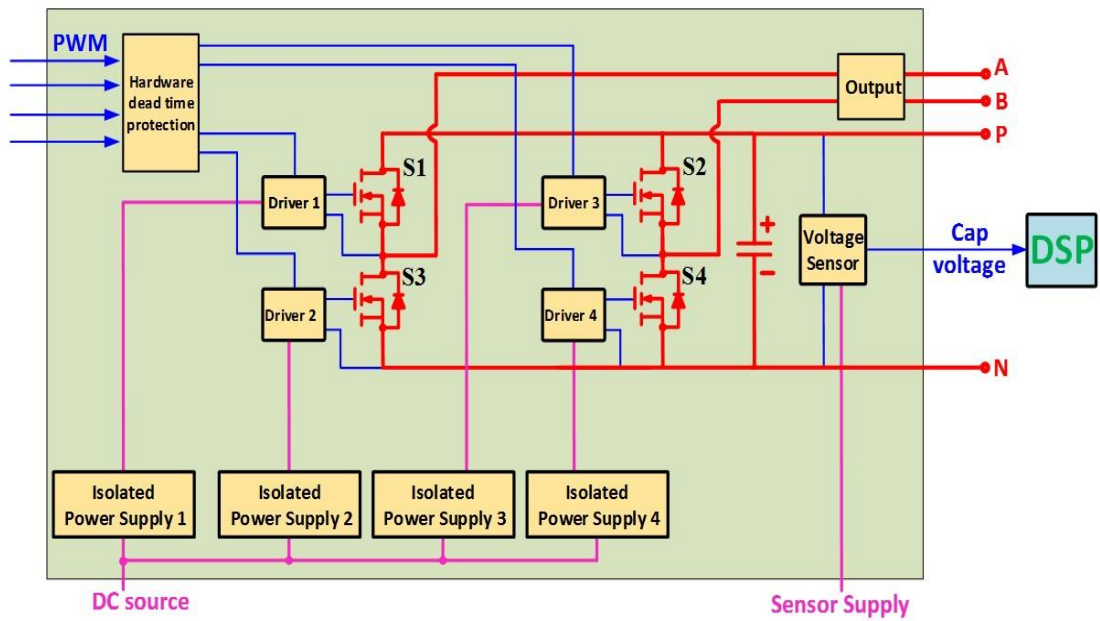 PWM
Hardware
dead time
protection
Output
A
B
P
S1
S2
Driver 1
Driver 3
+
Voltage
Sensor
Cap
voltage
DSP
-
S3
S4
Driver 2
Driver 4
N
Isolated
Power Supply 1
Isolated
Power Supply 2
Isolated
Power Supply 3
Isolated
Power Supply 4
DC source
Sensor Supply